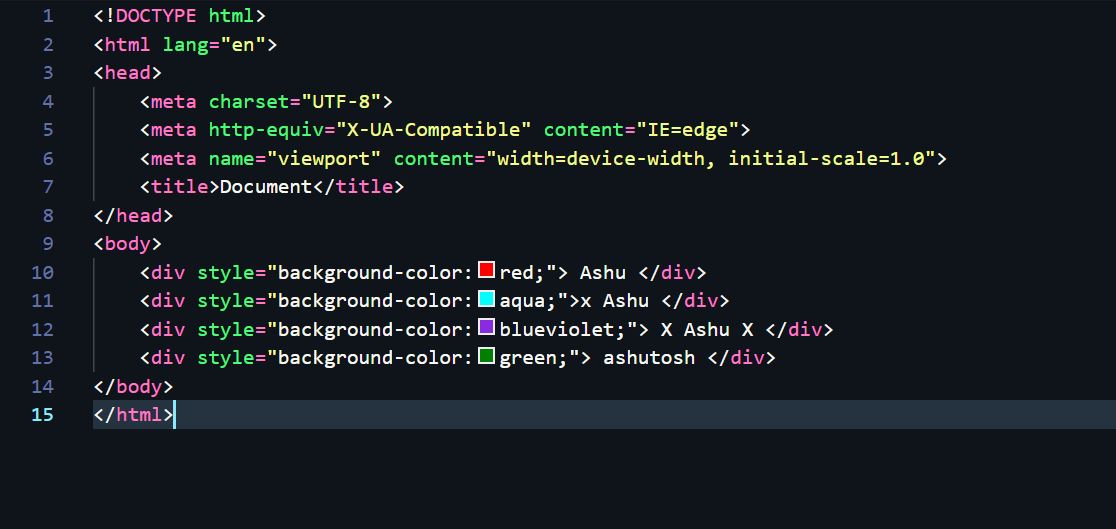 1 <!DOCTYPE html>
2 <html lang="en">
3 <head>
4     <meta charset="UTF-8">
5     <meta http-equiv="X-UA-Compatible" content="IE=edge">
6     <meta name="viewport" content="width=device-width, initial-scale=1.0">
7     <title>Document</title>
8 </head>
9 <body>
10     <div style="background-color:red;"> Ashu </div>
11     <div style="background-color:aqua;">x Ashu </div>
12     <div style="background-color:blueviolet;"> X Ashu X </div>
13     <div style="background-color:green;"> ashutosh </div>
14 </body>
15 </html>